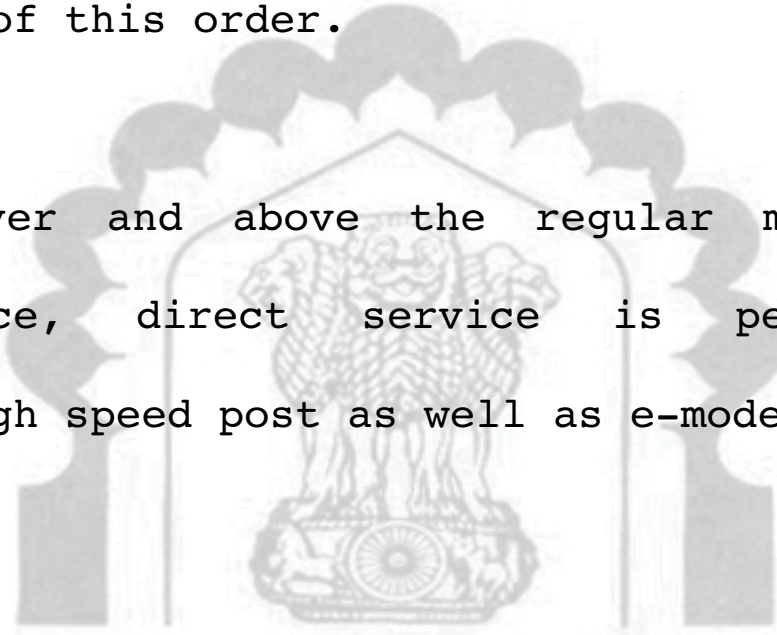 of this order.
ver and above the regular m
ce, direct service is pe
gh speed post as well as e-mode